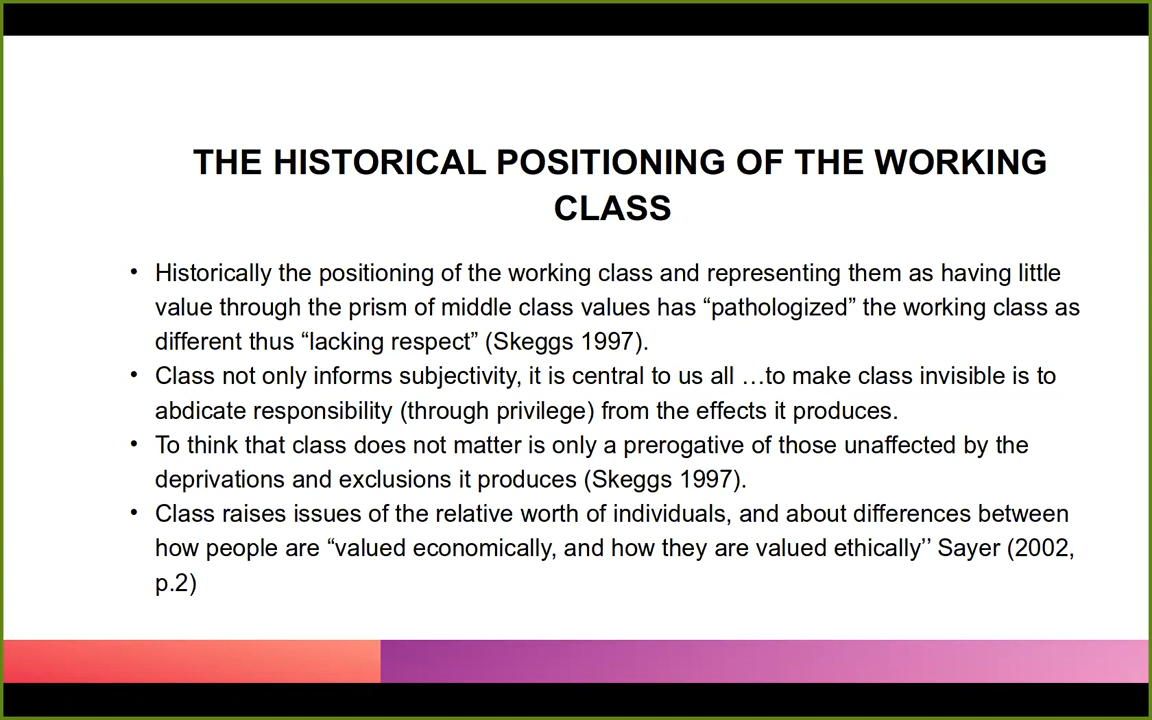 THE HISTORICAL POSITIONING OF THE WORKING
CLASS
• Historically the positioning of the working class and representing them as having little
value through the prism of middle class values has “pathologized” the working class as
different thus “lacking respect” (Skeggs 1997).
• Class not only informs subjectivity, it is central to us all …to make class invisible is to
abdicate responsibility (through privilege) from the effects it produces.
• To think that class does not matter is only a prerogative of those unaffected by the
deprivations and exclusions it produces (Skeggs 1997).
• Class raises issues of the relative worth of individuals, and about differences between
how people are “valued economically, and how they are valued ethically’’ Sayer (2002,
p.2)